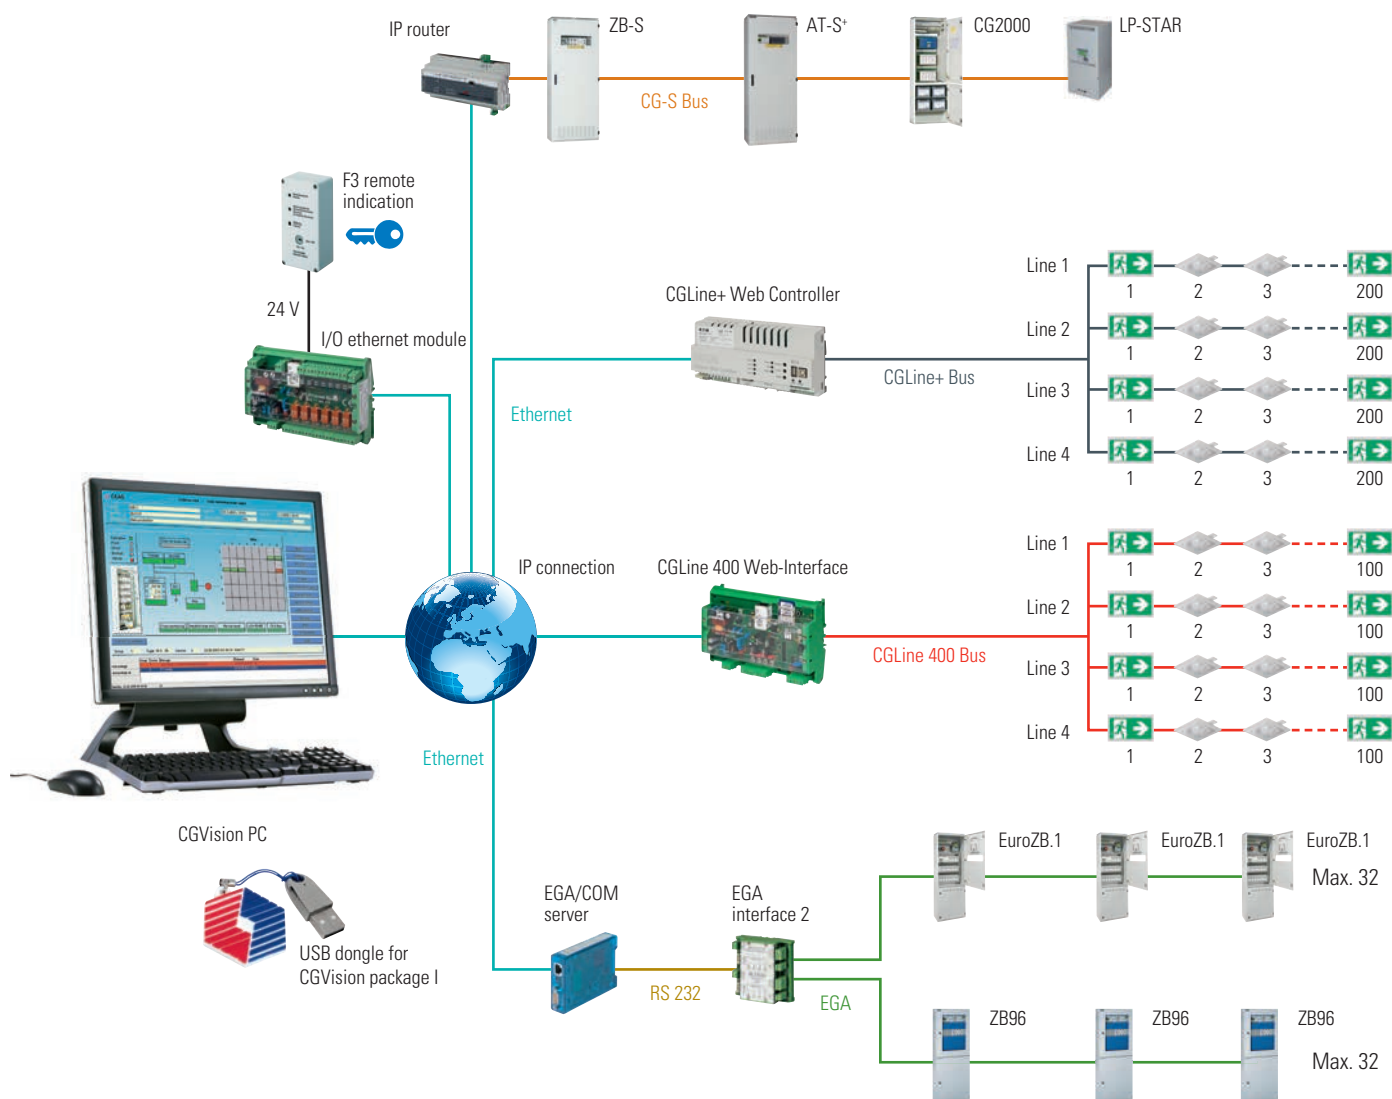 IP router
ZB-S
AT-S+
CG2000
LP-STAR
CG-S Bus
F3 remote
indication
24 V
I/O ethernet module
CGLine+ Web Controller
CGLine+ Bus
Ethernet
Line 1
1 2 3 200
Line 2
1 2 3 200
Line 3
1 2 3 200
Line 4
1 2 3 200
IP connection
CGLine 400 Web-Interface
CGLine 400 Bus
Line 1
1 2 3 100
Line 2
1 2 3 100
Line 3
1 2 3 100
Line 4
1 2 3 100
Ethernet
CGVision PC
USB dongle for
CGVision package I
EGA/COM
server
RS 232
EGA
interface 2
EGA
EuroZB.1
EuroZB.1
EuroZB.1
Max. 32
ZB96
ZB96
ZB96
Max. 32